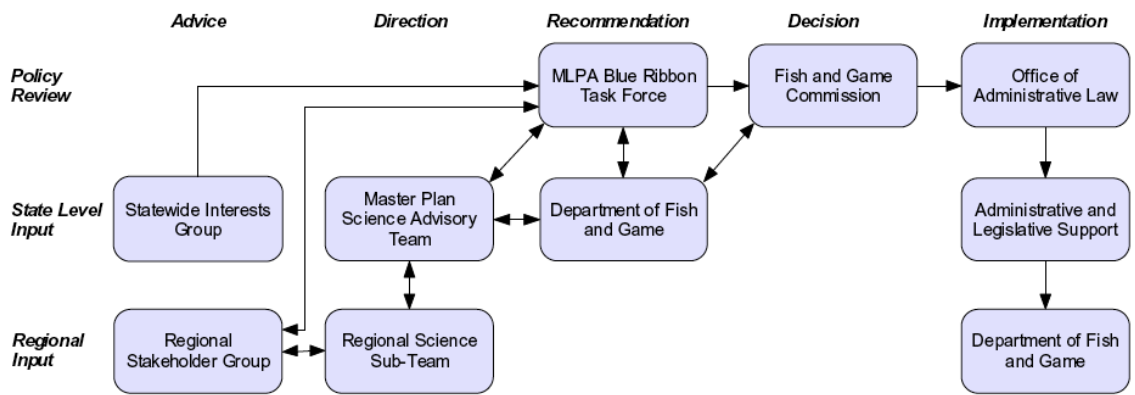 Advice
Direction
Recommendation
Decision
Implementation
Policy
Review
MLPA Blue Ribbon
Task Force
Fish and Game
Commission
Office of
Administrative Law
State Level
Input
Statewide Interests
Group
Master Plan
Science Advisory
Team
Department of Fish
and Game
Administrative and
Legislative Support
Regional
Input
Regional
Stakeholder Group
Regional Science
Sub-Team
Department of Fish
and Game